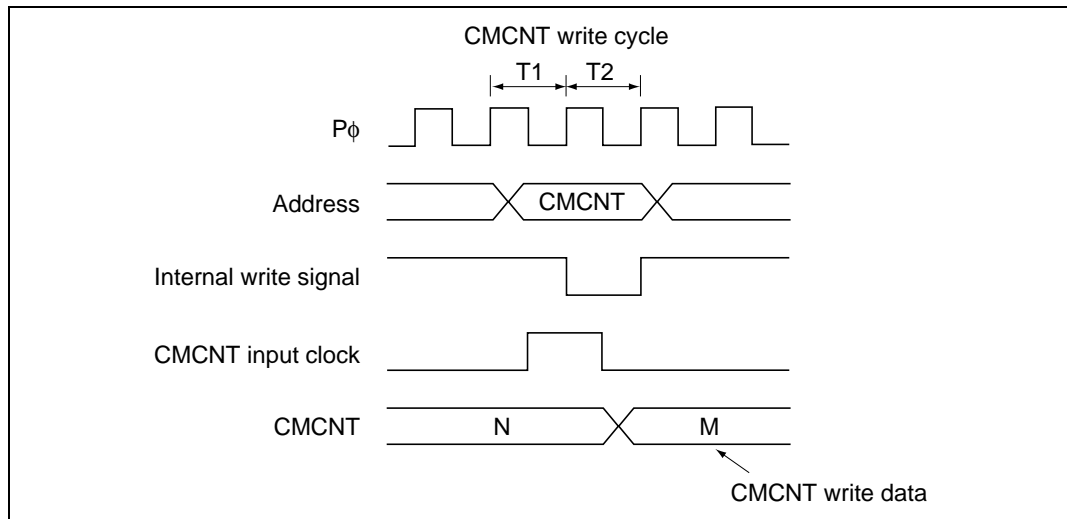 CMCNT write cycle
T1 T2
Pϕ
Address
CMCNT
Internal write signal
CMCNT input clock
CMCNT
N
M
CMCNT write data